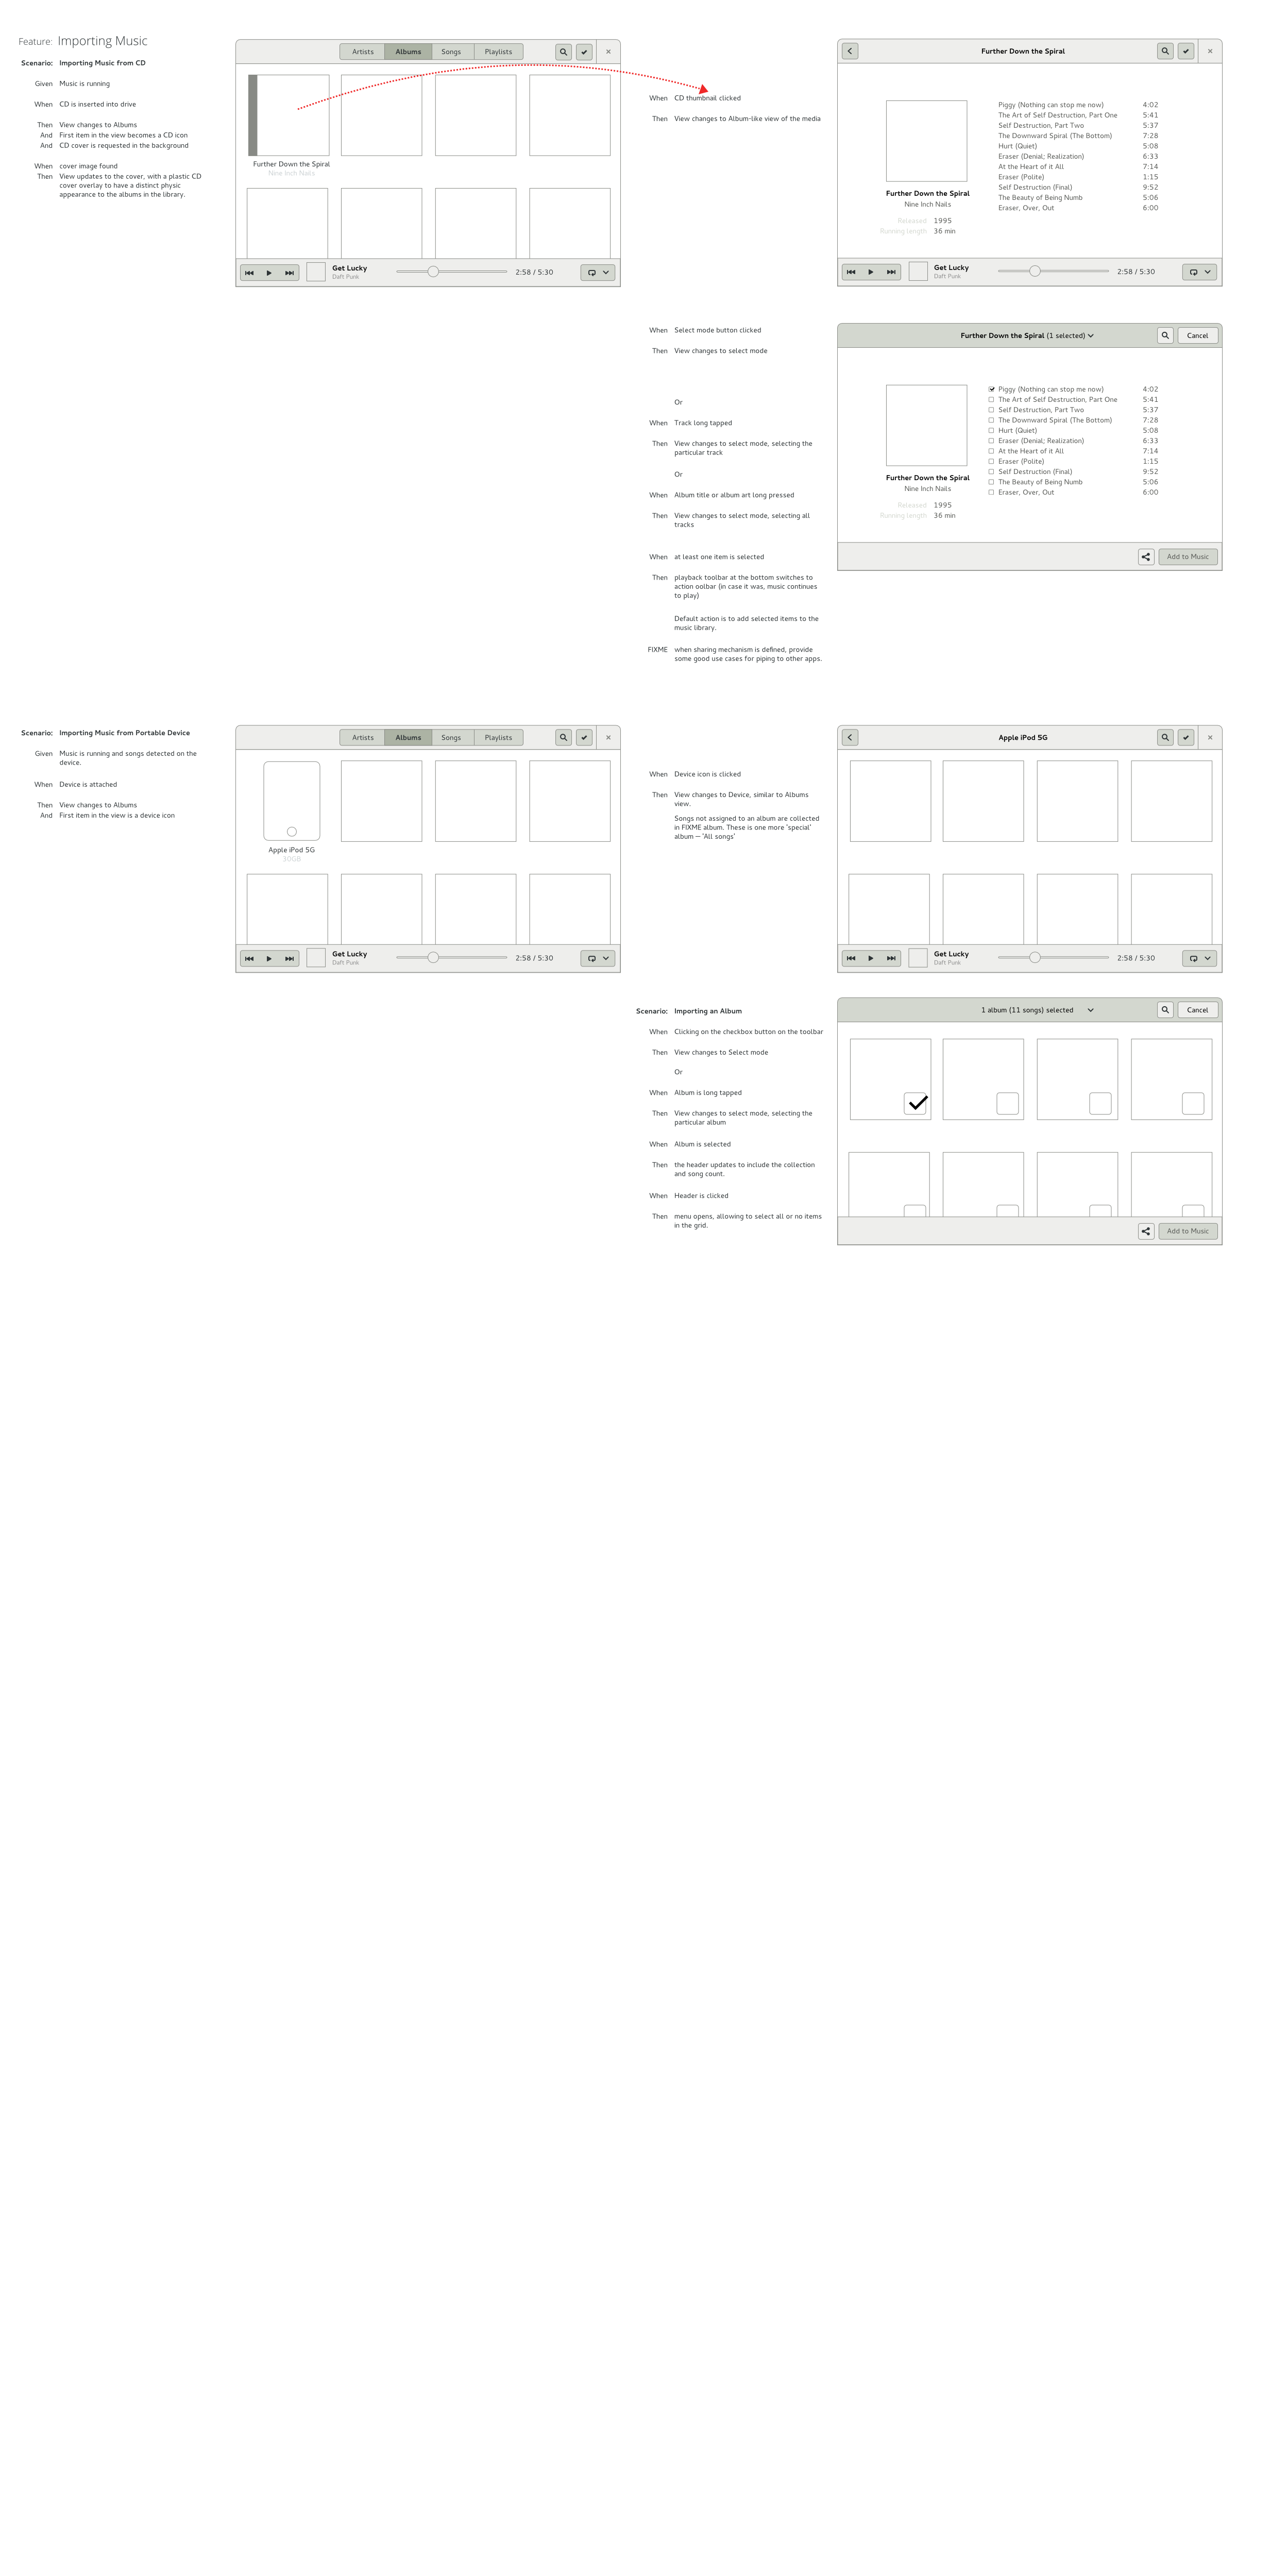 Feature: Importing Music
Scenario: Importing Music from CD
Given Music is running
When CD is inserted into drive
Then View changes to Albums
And First item in the view becomes a CD icon
And CD cover is requested in the background
When cover image found
Then View updates to the cover, with a plastic CD
cover overlay to have a distinct physic
appearance to the albums in the library.
Artists Albums Songs Playlists
Further Down the Spiral
Nine Inch Nails
Get Lucky
Daft Punk
2:58 / 5:30
When CD thumbnail clicked
Then View changes to Album-like view of the media
Further Down the Spiral
Further Down the Spiral
Nine Inch Nails
Released 1995
Running length 36 min
Piggy (Nothing can stop me now) 4:02
The Art of Self Destruction, Part One 5:41
Self Destruction, Part Two 5:37
The Downward Spiral (The Bottom) 7:28
Hurt (Quiet) 5:08
Eraser (Denial; Realization) 6:33
At the Heart of it All 7:14
Eraser (Polite) 1:15
Self Destruction (Final) 9:52
The Beauty of Being Numb 5:06
Eraser, Over, Out 6:00
Get Lucky
Daft Punk
2:58 / 5:30
When Select mode button clicked
Then View changes to select mode
Or
When Track long tapped
Then View changes to select mode, selecting the
particular track
Or
When Album title or album art long pressed
Then View changes to select mode, selecting all
tracks
When at least one item is selected
Then playback toolbar at the bottom switches to
action oolbar (in case it was, music continues
to play)
Default action is to add selected items to the
music library.
FIXME when sharing mechanism is defined, provide
some good use cases for piping to other apps.
Further Down the Spiral (1 selected)
Cancel
Further Down the Spiral
Nine Inch Nails
Released 1995
Running length 36 min
Piggy (Nothing can stop me now) 4:02
The Art of Self Destruction, Part One 5:41
Self Destruction, Part Two 5:37
The Downward Spiral (The Bottom) 7:28
Hurt (Quiet) 5:08
Eraser (Denial; Realization) 6:33
At the Heart of it All 7:14
Eraser (Polite) 1:15
Self Destruction (Final) 9:52
The Beauty of Being Numb 5:06
Eraser, Over, Out 6:00
Add to Music
Scenario: Importing Music from Portable Device
Given Music is running and songs detected on the
device.
When Device is attached
Then View changes to Albums
And First item in the view is a device icon
Artists Albums Songs Playlists
Apple iPod 5G
30GB
Get Lucky
Daft Punk
2:58 / 5:30
When Device icon is clicked
Then View changes to Device, similar to Albums
view.
Songs not assigned to an album are collected
in FIXME album. These is one more 'special'
album — 'All songs'
Apple iPod 5G
Get Lucky
Daft Punk
2:58 / 5:30
Scenario: Importing an Album
When Clicking on the checkbox button on the toolbar
Then View changes to Select mode
Or
When Album is long tapped
Then View changes to select mode, selecting the
particular album
When Album is selected
Then the header updates to include the collection
and song count.
When Header is clicked
Then menu opens, allowing to select all or no items
in the grid.
1 album (11 songs) selected
Cancel
Add to Music